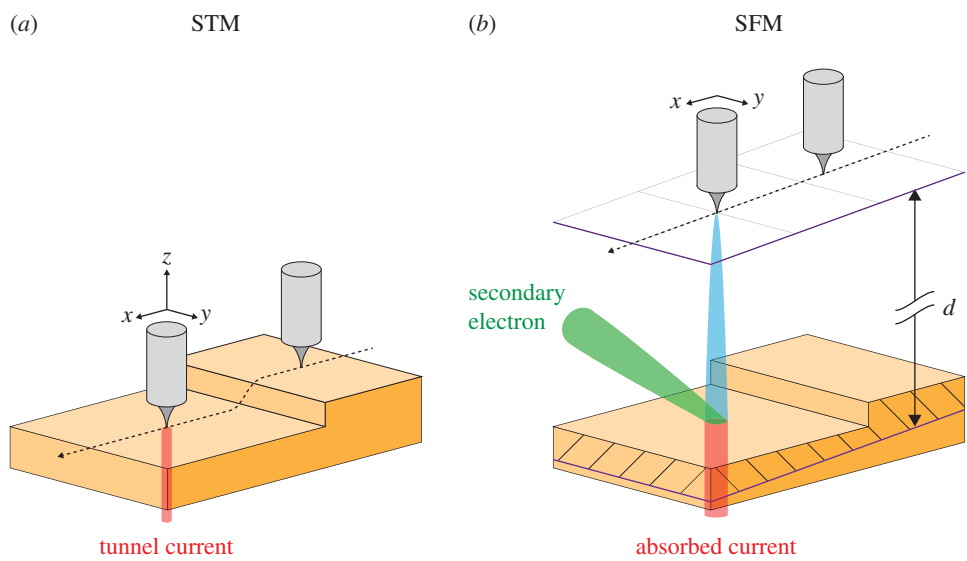 (a)
STM
z
x
y
tunnel current
(b)
SFM
x
y
secondary
electron
d
absorbed current